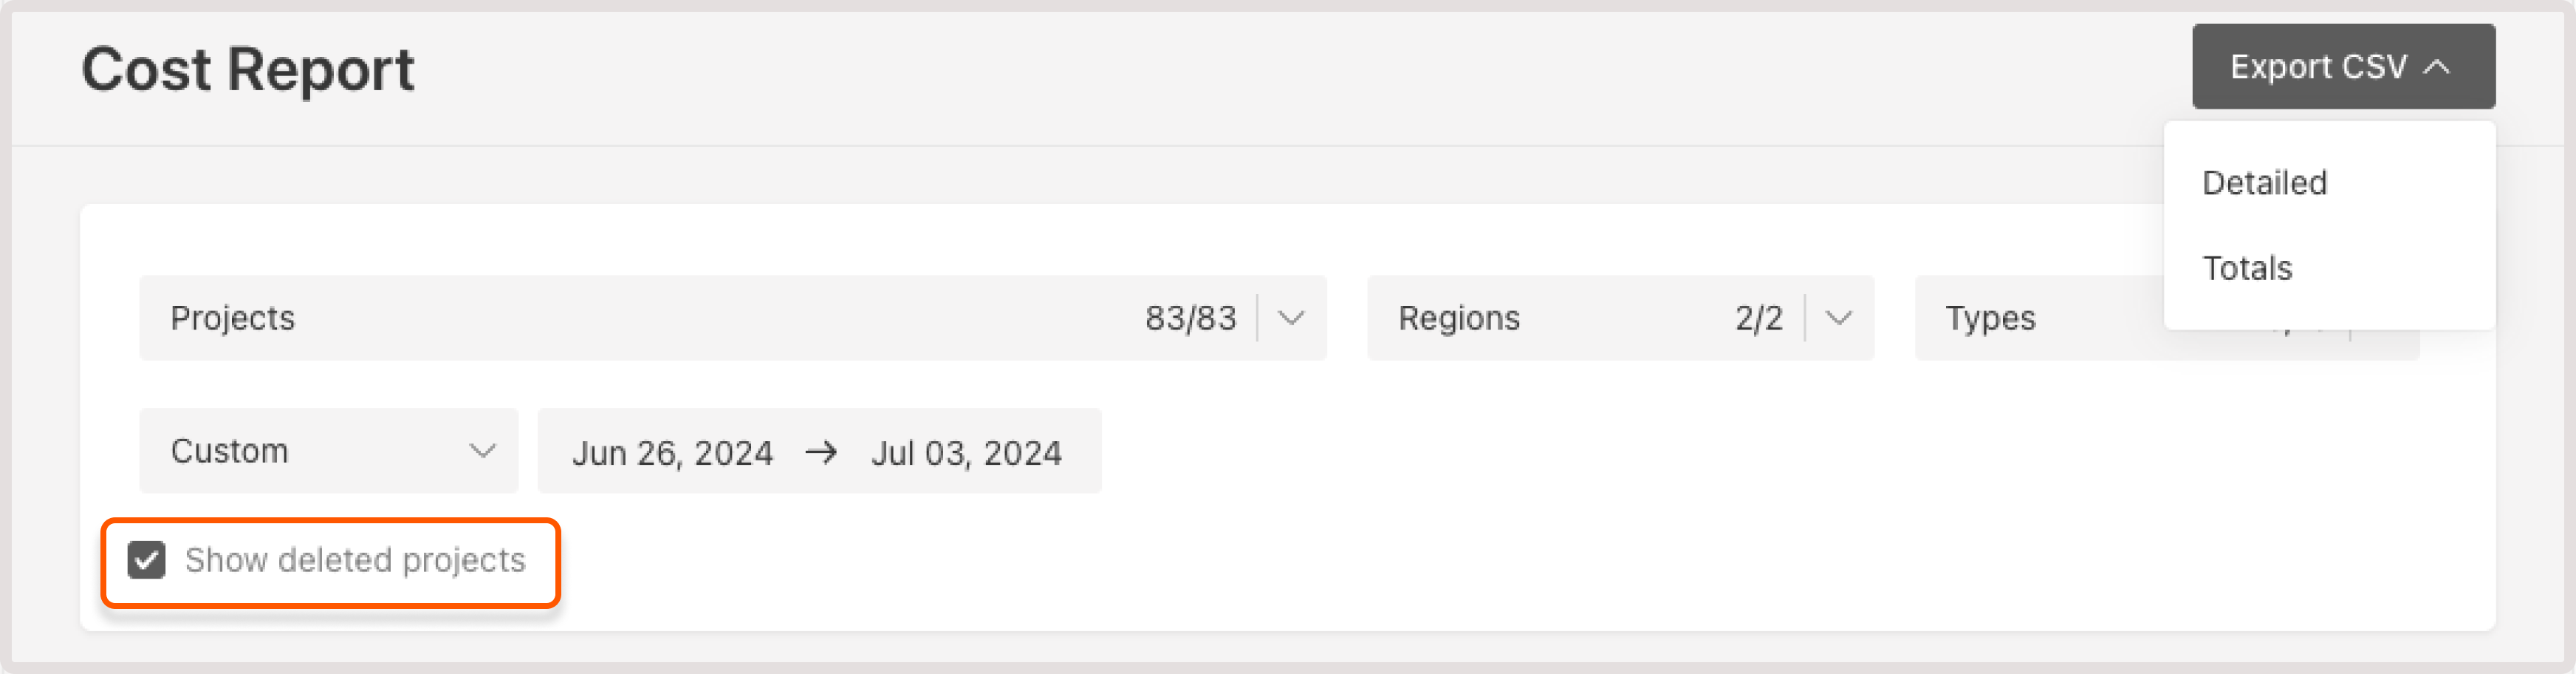 Cost Report
Export CSV
Detailed
Totals
Projects 83/83
Regions 2/2
Types
Custom
Jun 26, 2024 → Jul 03, 2024
Show deleted projects